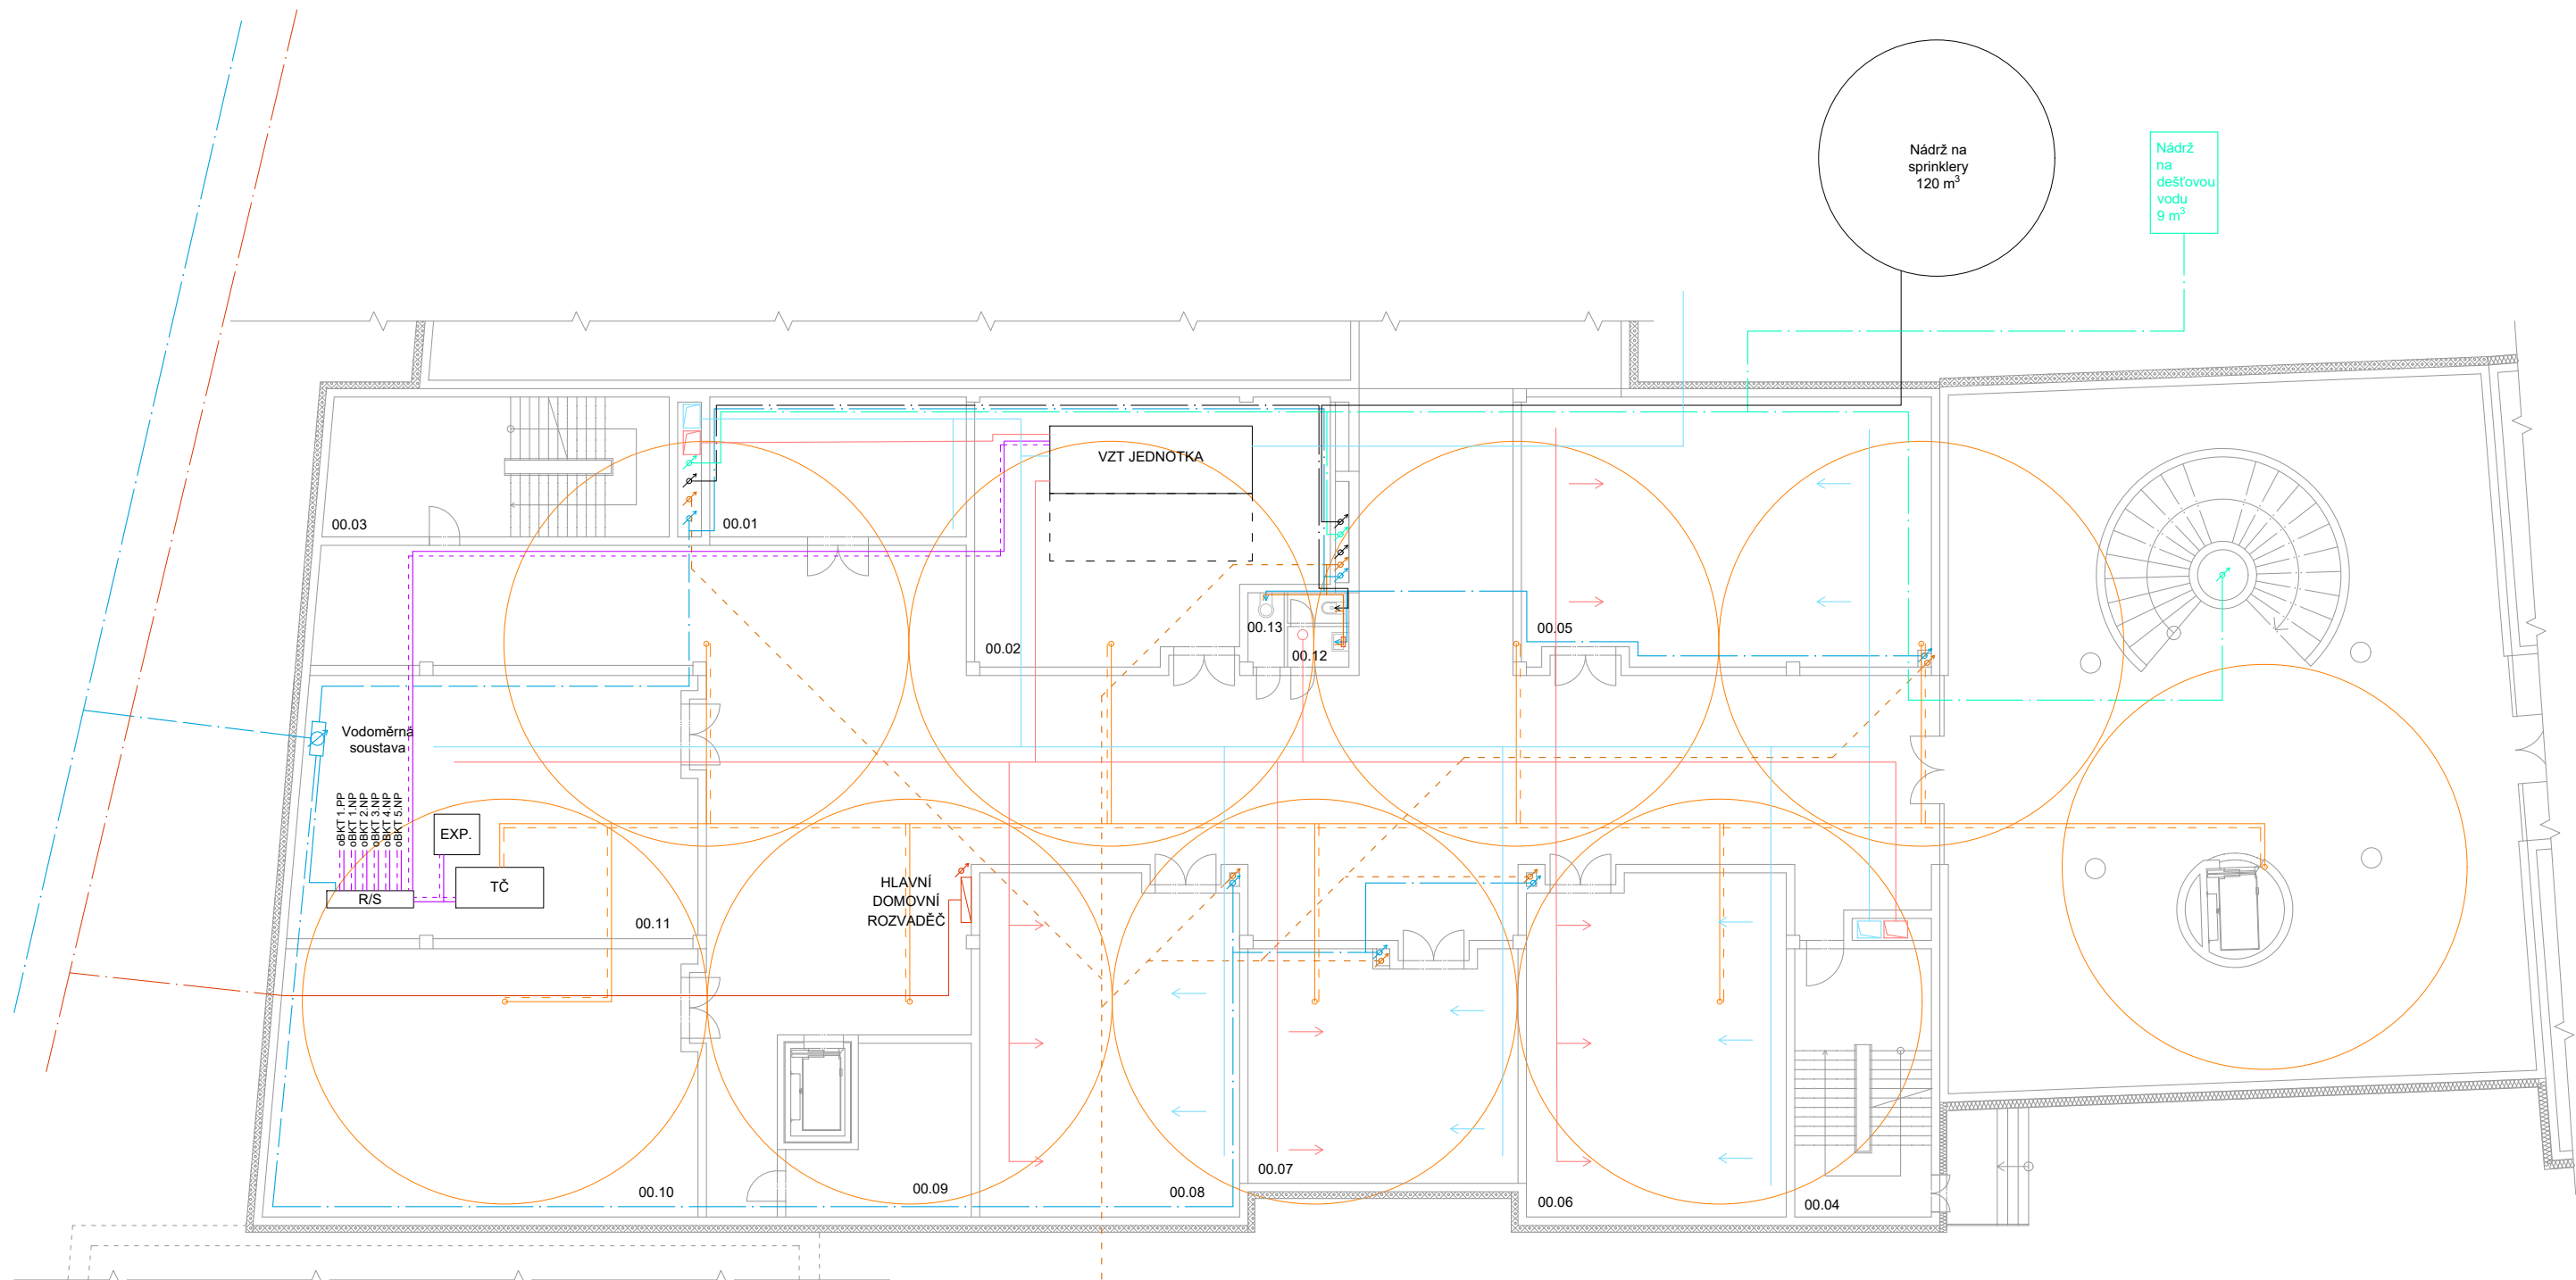 Nádrž na
sprinklery
120 m³
Nádrž
na
dešťovou
vodu
9 m³
VZT JEDNOTKA
00.03
00.01
00.02
00.13
00.12
00.05
Vodoměrná
soustava
oBKT 1.PP
oBKT 1.NP
oBKT 2.NP
oBKT 3.NP
oBKT 4.NP
oBKT 5.NP
EXP.
TČ
R/S
HLAVNÍ
DOMOVNÍ
ROZVADĚČ
00.11
00.10
00.09
00.08
00.07
00.06
00.04